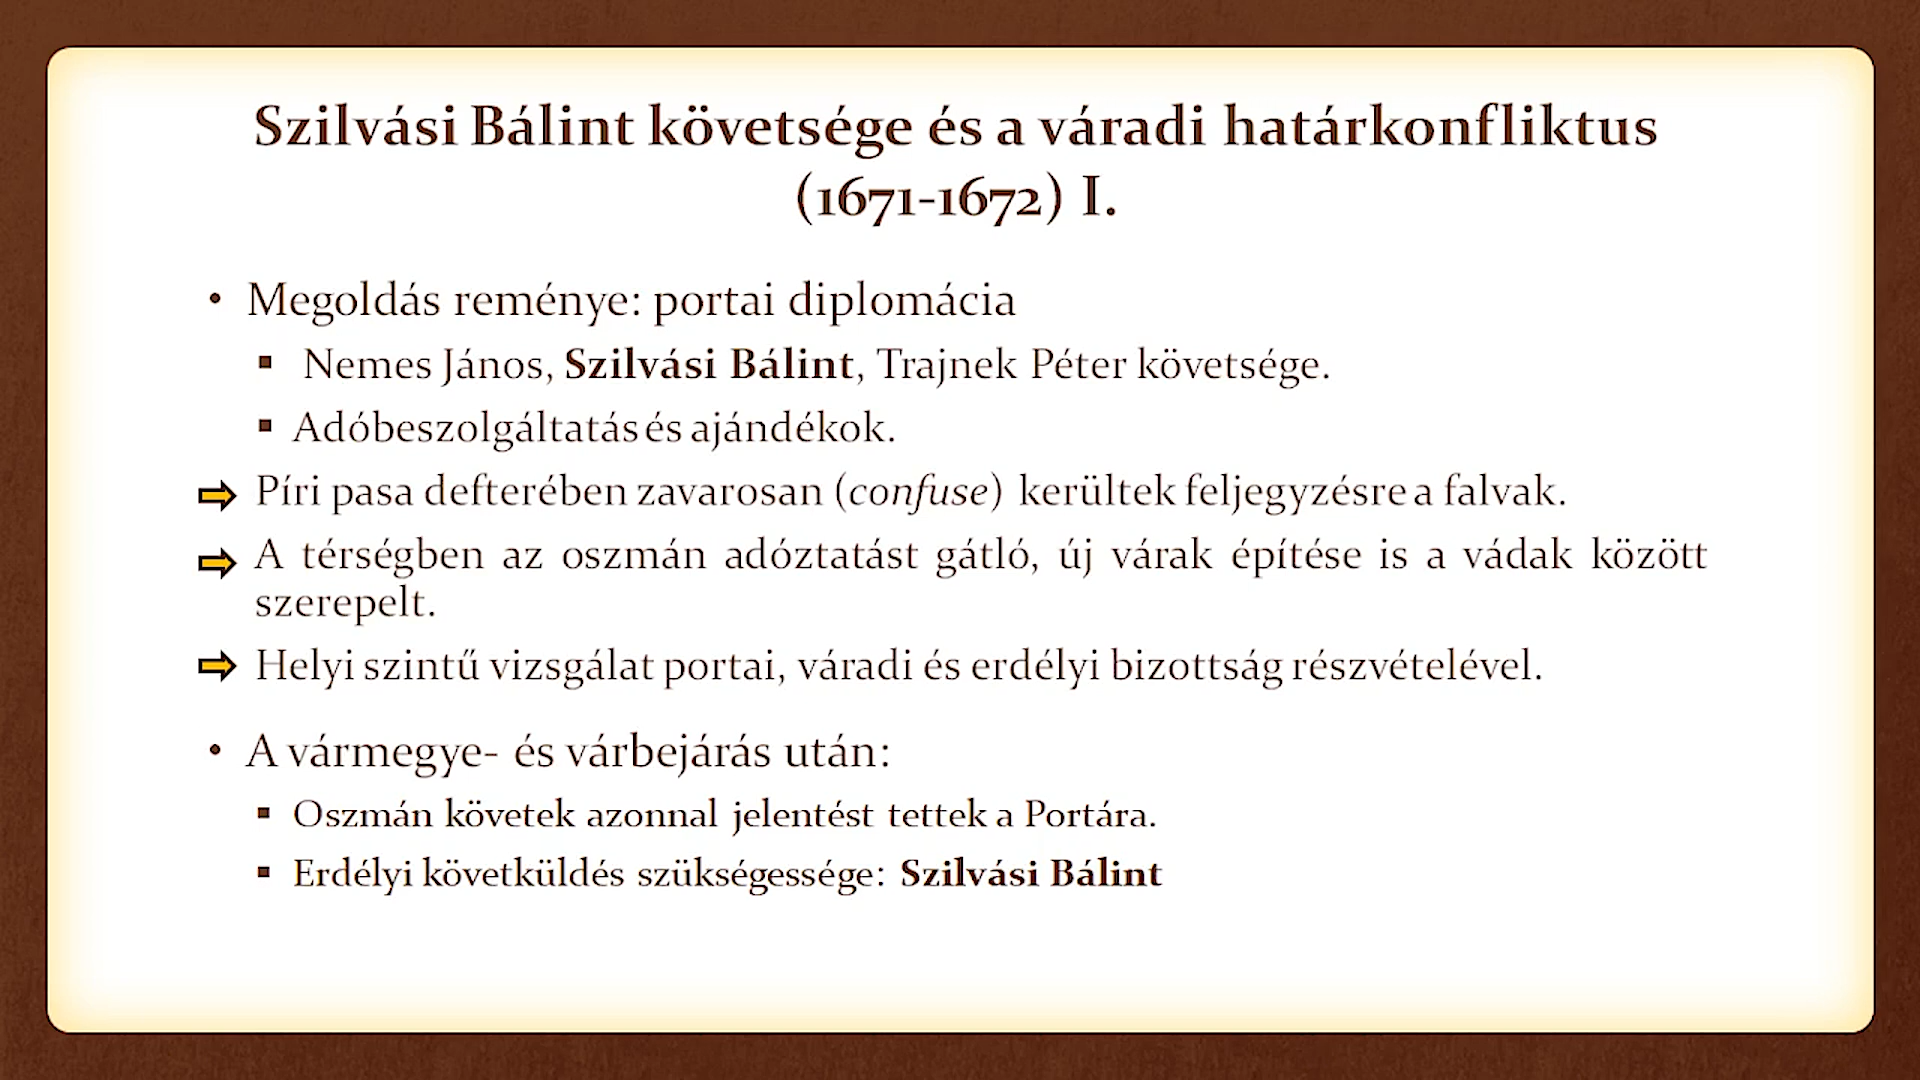 Szilvási Bálint követsége és a váradi határkonfliktus
(1671-1672) I.
• Megoldás reménye: portai diplomácia
▪ Nemes János, Szilvási Bálint, Trajnek Péter követsége.
▪ Adóbeszolgáltatás és ajándékok.
Píri pasa defterében zavarosan (confuse) kerültek feljegyzésre a falvak.
A térségben az oszmán adóztatást gátló, új várak építése is a vádak között
szerepelt.
Helyi szintű vizsgálat portai, váradi és erdélyi bizottság részvételével.
• A vármegye- és várbejárás után:
▪ Oszmán követek azonnal jelentést tettek a Portára.
▪ Erdélyi követküldés szükségessége: Szilvási Bálint